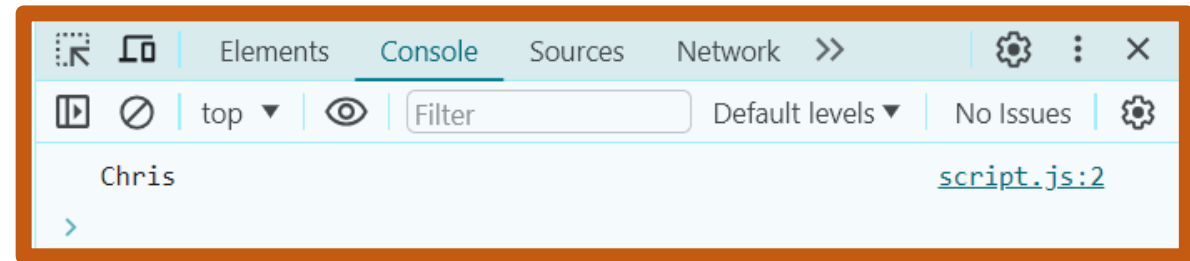 Elements Console Sources Network
top Filter Default levels No Issues
Chris script.js:2